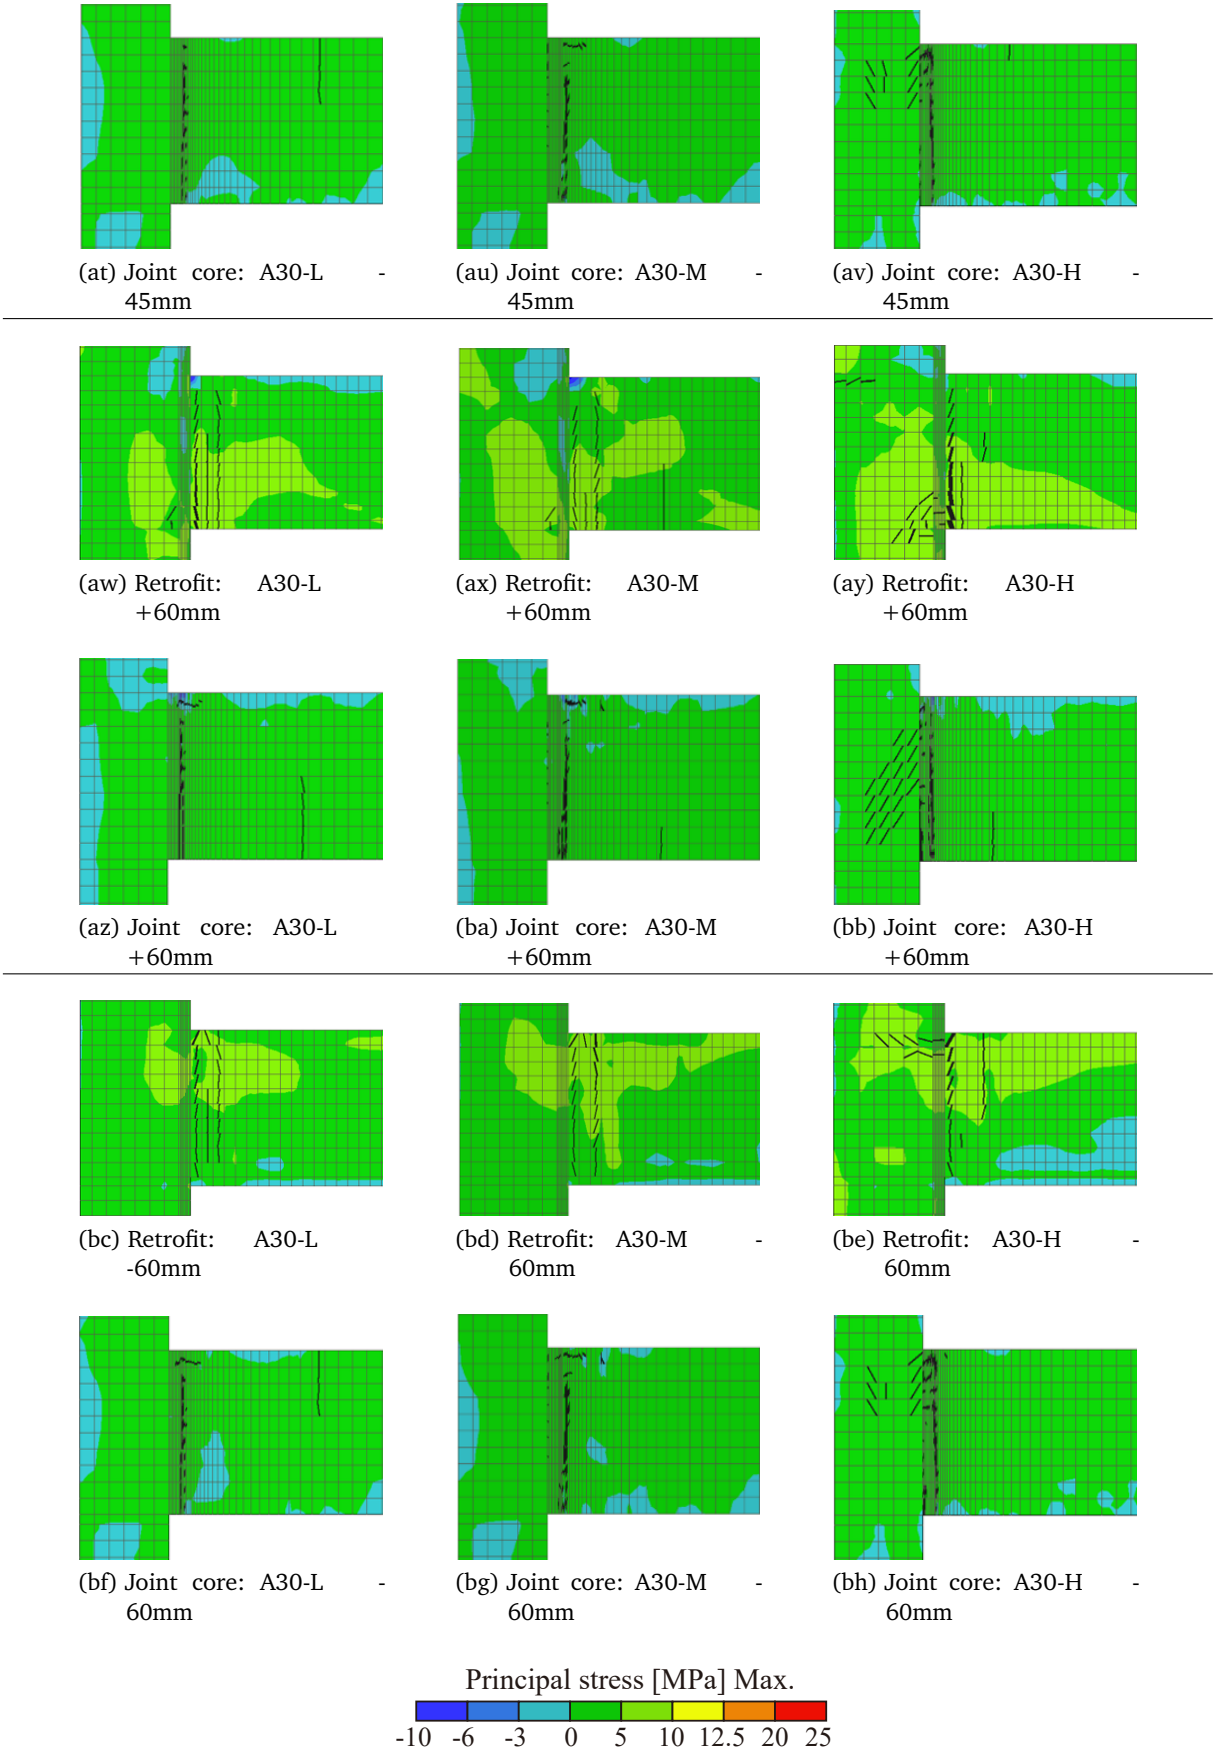 (at) Joint core: A30-L -
45mm
(au) Joint core: A30-M -
45mm
(av) Joint core: A30-H -
45mm
(aw) Retrofit: A30-L
+60mm
(ax) Retrofit: A30-M
+60mm
(ay) Retrofit: A30-H
+60mm
(az) Joint core: A30-L
+60mm
(ba) Joint core: A30-M
+60mm
(bb) Joint core: A30-H
+60mm
(bc) Retrofit: A30-L
-60mm
(bd) Retrofit: A30-M -
60mm
(be) Retrofit: A30-H -
60mm
(bf) Joint core: A30-L -
60mm
(bg) Joint core: A30-M -
60mm
(bh) Joint core: A30-H -
60mm
Principal stress [MPa] Max.
-10 -6 -3 0 5 10 12.5 20 25